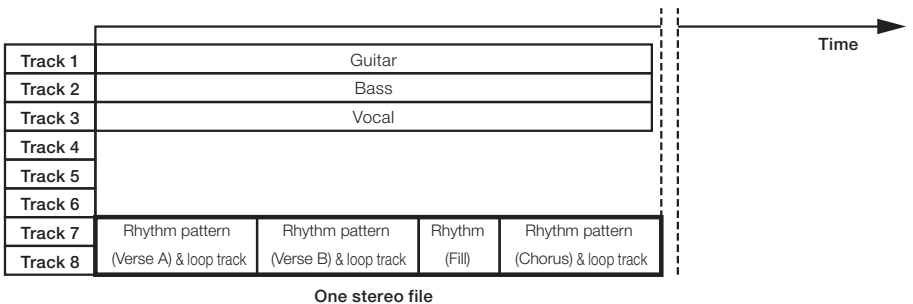 Time
Track 1 Guitar
Track 2 Bass
Track 3 Vocal
Track 4
Track 5
Track 6
Track 7 Rhythm pattern Rhythm pattern Rhythm Rhythm pattern
Track 8 (Verse A) & loop track (Verse B) & loop track (Fill) (Chorus) & loop track
One stereo file